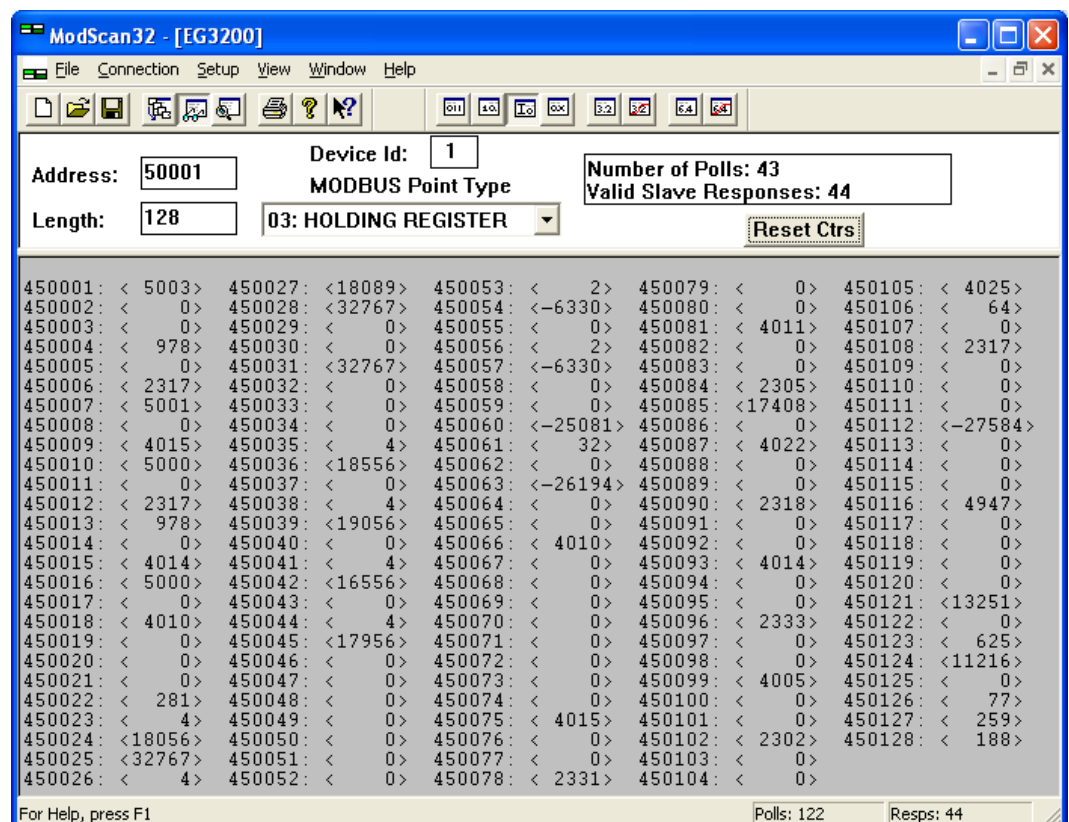 ModScan32 - [EG3200]
File Connection Setup View Window Help
Address: 50001
Device Id: 1
MODBUS Point Type
Length: 128
03: HOLDING REGISTER
Number of Polls: 43
Valid Slave Responses: 44
Reset Ctrs
450001: < 5003> 450027: <18089> 450053: < 2> 450079: < 0> 450105: < 4025>
450002: < 0> 450028: <32767> 450054: <-6330> 450080: < 0> 450106: < 64>
450003: < 0> 450029: < 0> 450055: < 0> 450081: < 4011> 450107: < 0>
450004: < 978> 450030: < 0> 450056: < 2> 450082: < 0> 450108: < 2317>
450005: < 0> 450031: <32767> 450057: <-6330> 450083: < 0> 450109: < 0>
450006: < 2317> 450032: < 0> 450058: < 0> 450084: < 2305> 450110: < 0>
450007: < 5001> 450033: < 0> 450059: < 0> 450085: <17408> 450111: < 0>
450008: < 0> 450034: < 0> 450060: <-25081> 450086: < 0> 450112: <-27584>
450009: < 4015> 450035: < 4> 450061: < 32> 450087: < 4022> 450113: < 0>
450010: < 5000> 450036: <18556> 450062: < 0> 450088: < 0> 450114: < 0>
450011: < 0> 450037: < 0> 450063: <-26194> 450089: < 0> 450115: < 0>
450012: < 2317> 450038: < 4> 450064: < 0> 450090: < 2318> 450116: < 4947>
450013: < 978> 450039: <19056> 450065: < 0> 450091: < 0> 450117: < 0>
450014: < 0> 450040: < 0> 450066: < 4010> 450092: < 0> 450118: < 0>
450015: < 4014> 450041: < 4> 450067: < 0> 450093: < 4014> 450119: < 0>
450016: < 5000> 450042: <16556> 450068: < 0> 450094: < 0> 450120: < 0>
450017: < 0> 450043: < 0> 450069: < 0> 450095: < 0> 450121: <13251>
450018: < 4010> 450044: < 4> 450070: < 0> 450096: < 2333> 450122: < 0>
450019: < 0> 450045: <17956> 450071: < 0> 450097: < 0> 450123: < 625>
450020: < 0> 450046: < 0> 450072: < 0> 450098: < 0> 450124: <11216>
450021: < 0> 450047: < 0> 450073: < 0> 450099: < 4005> 450125: < 0>
450022: < 281> 450048: < 0> 450074: < 0> 450100: < 0> 450126: < 77>
450023: < 4> 450049: < 0> 450075: < 4015> 450101: < 0> 450127: < 259>
450024: <18056> 450050: < 0> 450076: < 0> 450102: < 2302> 450128: < 188>
450025: <32767> 450051: < 0> 450077: < 0> 450103: < 0>
450026: < 4> 450052: < 0> 450078: < 2331> 450104: < 0>
For Help, press F1
Polls: 122
Resps: 44